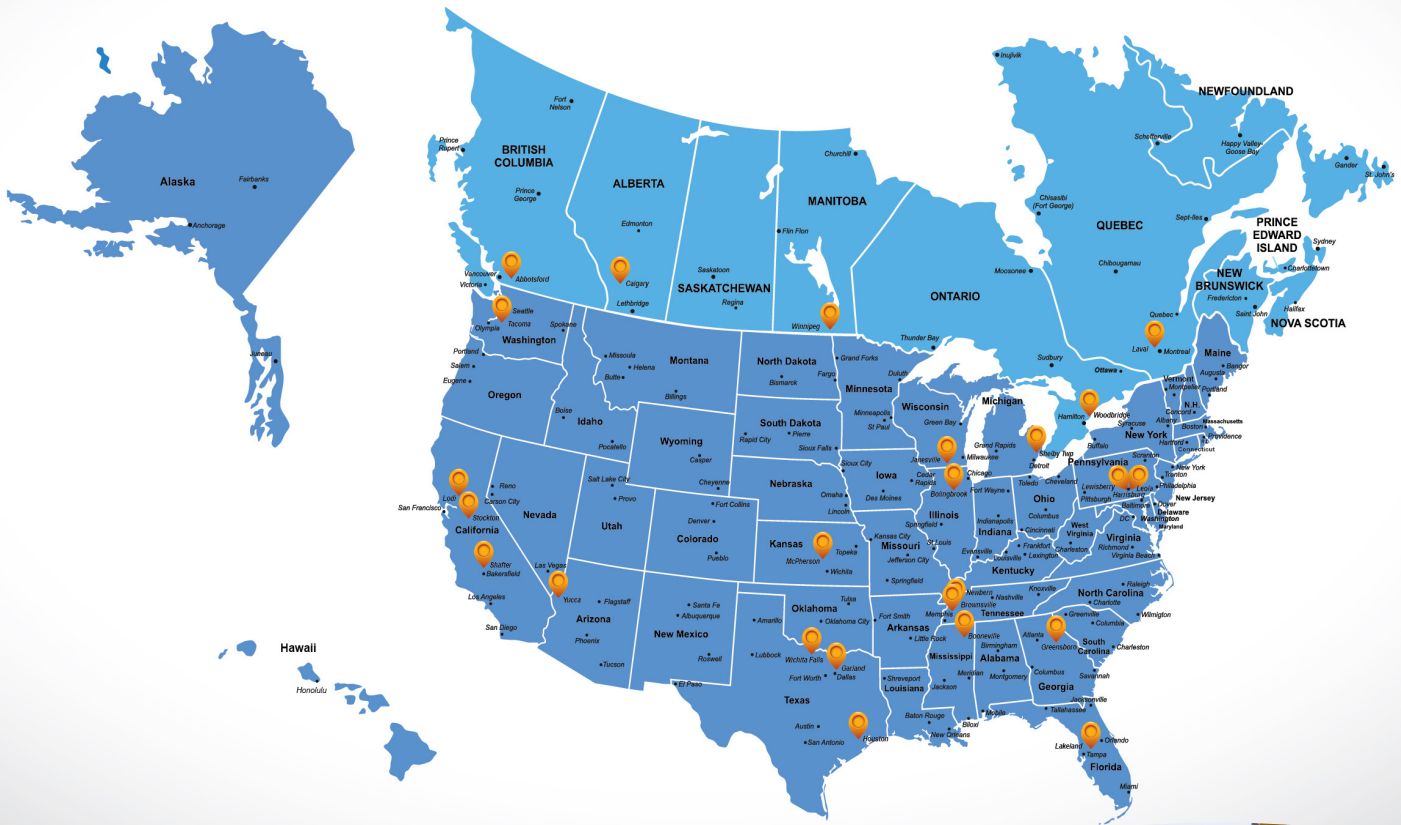 Alaska
Fairbanks
Anchorage
Juneau
Hawaii
Honolulu
Fort
Nelson
Prince
Rupert
BRITISH
COLUMBIA
Prince
George
Vancouver
Abbotsford
Victoria
ALBERTA
Edmonton
Calgary
Lethbridge
SASKATCHEWAN
Saskatoon
Regina
MANITOBA
Churchill
Flin Flon
Winnipeg
ONTARIO
Moosonee
Thunder Bay
Sudbury
Ottawa
Hamilton
Woodbridge
QUEBEC
Inujivik
Schefferville
Chisasibi
(Fort George)
Sept-Iles
Chibougamau
Quebec
Laval
Montreal
NEWFOUNDLAND
Happy Valley-
Goose Bay
Gander
St. John's
PRINCE
EDWARD
ISLAND
Sydney
Charlottetown
NEW
BRUNSWICK
Fredericton
Saint John
Halifax
NOVA SCOTIA
Seattle
Olympia
Tacoma
Spokane
Washington
Portland
Salem
Eugene
Oregon
Missoula
Helena
Butte
Montana
Billings
Boise
Idaho
Pocatello
Wyoming
Casper
Cheyenne
North Dakota
Bismarck
Fargo
Grand Forks
South Dakota
Rapid City
Pierre
Sioux Falls
Minnesota
Duluth
Minneapolis
St Paul
Wisconsin
Green Bay
Janesville
Milwaukee
Michigan
Grand Rapids
Shelby Twp
Detroit
Lodi
San Francisco
Stockton
California
Shafter
Bakersfield
Los Angeles
San Diego
Reno
Carson City
Nevada
Las Vegas
Salt Lake City
Provo
Utah
Fort Collins
Denver
Colorado
Pueblo
Nebraska
Omaha
Lincoln
Sioux City
Iowa
Cedar
Rapids
Des Moines
Chicago
Bolingbrook
Illinois
Springfield
Fort Wayne
Indianapolis
Indiana
Evansville
Toledo
Cleveland
Ohio
Columbus
Cincinnati
Kansas
McPherson
Topeka
Wichita
Kansas City
Missouri
St Louis
Jefferson City
Springfield
Louisville
Frankfort
Lexington
Kentucky
West
Virginia
Charleston
Virginia
Richmond
Virginia Beach
Pennsylvania
Scranton
Lewisberry
Pittsburgh
Harrisburg
Leola
Philadelphia
Baltimore
Dover
Delaware
DC
Washington
Maryland
New Jersey
Trenton
New York
New York
Buffalo
Syracuse
Albany
Hartford
Connecticut
Providence
Boston
Massachusetts
Vermont
Montpelier
N.H
Concord
Maine
Bangor
Augusta
Portland
Yucca
Flagstaff
Arizona
Phoenix
Tucson
Santa Fe
Albuquerque
New Mexico
Roswell
El Paso
Oklahoma
Tulsa
Oklahoma City
Amarillo
Lubbock
Wichita Falls
Garland
Fort Worth
Dallas
Texas
Austin
San Antonio
Houston
Fort Smith
Arkansas
Little Rock
Shreveport
Louisiana
Baton Rouge
New Orleans
Newbern
Brownsville
Memphis
Nashville
Knoxville
Tennessee
Booneville
Mississippi
Meridian
Jackson
Biloxi
Birmingham
Alabama
Montgomery
Mobile
Atlanta
Greensboro
Columbus
Georgia
Savannah
Greenville
Columbia
South
Carolina
Charleston
North Carolina
Raleigh
Charlotte
Wilmington
Jacksonville
Tallahassee
Orlando
Lakeland
Tampa
Florida
Miami